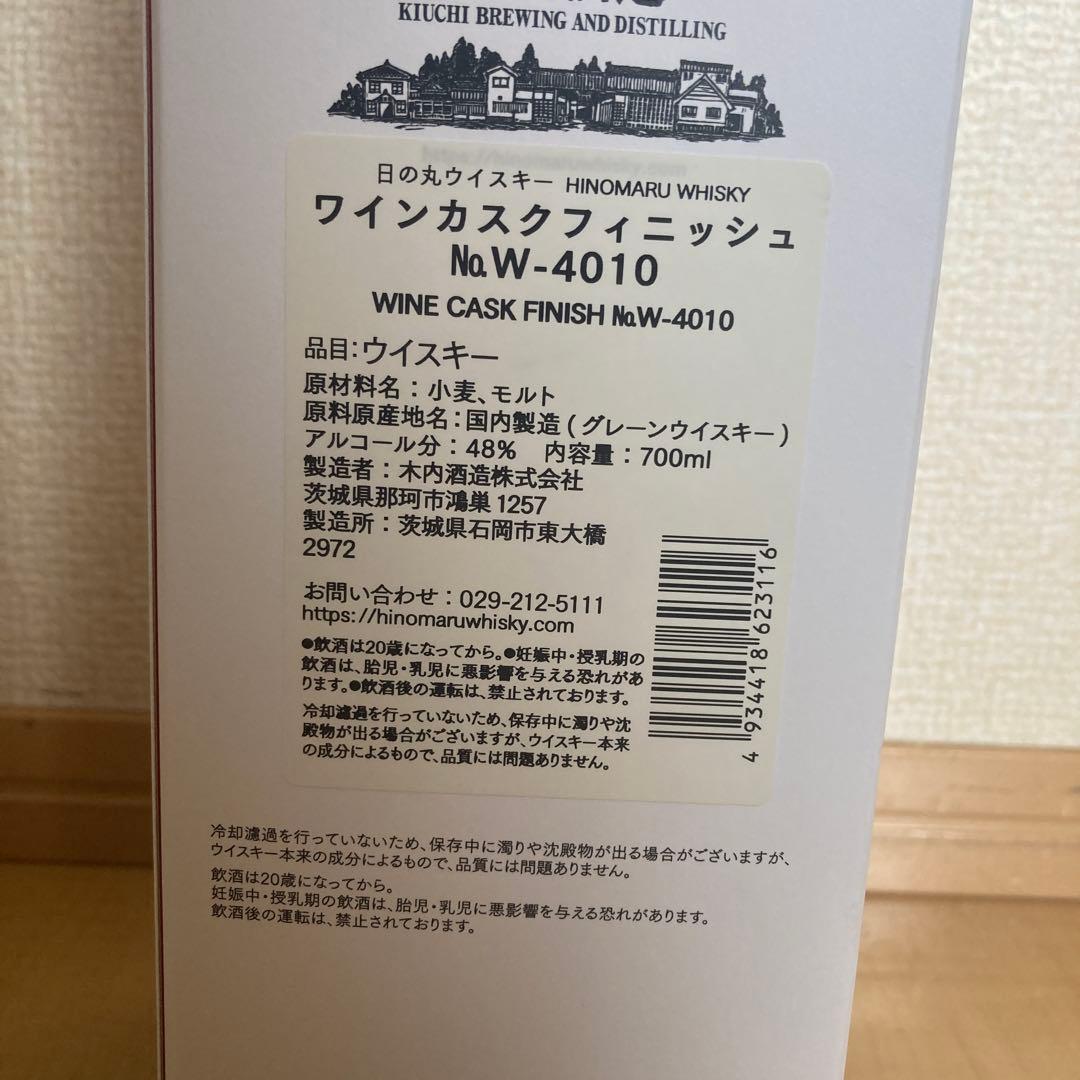 KIUCHI BREWING AND DISTILLING
日の丸ウイスキー HINOMARU WHISKY
ワインカスクフィニッシュ
№W-4010
WINE CASK FINISH №W-4010
品目:ウイスキー
原材料名：小麦、モルト
原料原産地名：国内製造(グレーンウイスキー)
アルコール分：48% 内容量：700ml
製造者：木内酒造株式会社
茨城県那珂市鴻巣1257
製造所：茨城県石岡市東大橋
2972
お問い合わせ：029-212-5111
https://hinomaruwhisky.com
●飲酒は20歳になってから。●妊娠中・授乳期の
飲酒は、胎児・乳児に悪影響を与える恐れがあ
ります。●飲酒後の運転は、禁止されております。
冷却濾過を行っていないため、保存中に濁りや沈
殿物が出る場合がございますが、ウイスキー本来
の成分によるもので、品質には問題ありません。
4 934418 623116
冷却濾過を行っていないため、保存中に濁りや沈殿物が出る場合がございますが、
ウイスキー本来の成分によるもので、品質には問題ありません。
飲酒は20歳になってから。
妊娠中・授乳期の飲酒は、胎児・乳児に悪影響を与える恐れがあります。
飲酒後の運転は、禁止されております。